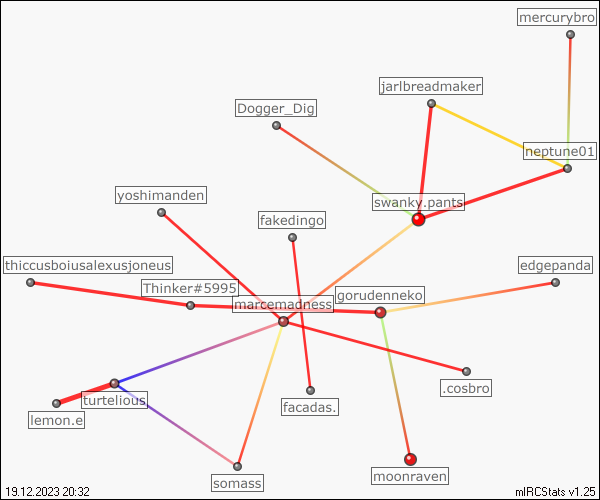 mercurybro
jarlbreadmaker
Dogger_Dig
neptune01
yoshimanden
swanky.pants
fakedingo
thiccusboiusalexusjoneus
edgepanda
Thinker#5995
gorudenneko
marsemadness
.cosbro
turtelious
facadas.
lemon.e
moonraven
somass
19.12.2023 20:32
mIRCStats v1.25